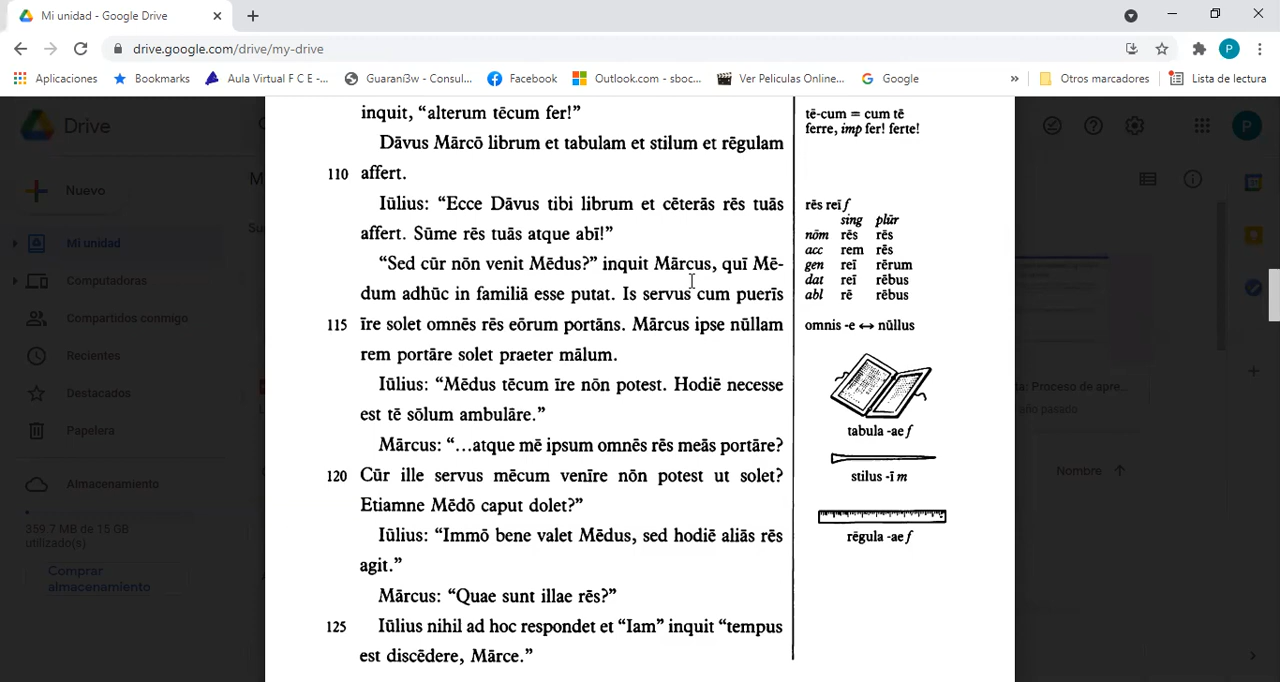 Mi unidad - Google Drive
drive.google.com/drive/my-drive
Aplicaciones Bookmarks Aula Virtual F C E -... Guarani3w - Consul... Facebook Outlook.com - sboc... Ver Peliculas Online... Google » Otros marcadores Lista de lectura
Drive
Nuevo
Mi unidad
Computadoras
Compartidos conmigo
Recientes
Destacados
Papelera
Almacenamiento
359.7 MB de 15 GB
utilizado(s)
Comprar
almacenamiento
inquit, “alterum tēcum fer!”
Dāvus Mārcō librum et tabulam et stilum et rēgulam
110 affert.
Iūlius: “Ecce Dāvus tibi librum et cēterās rēs tuās
affert. Sūme rēs tuās atque abī!”
“Sed cūr nōn venit Mēdus?” inquit Mārcus, quī Mē-
dum adhūc in familiā esse putat. Is servus cum puerīs
115 īre solet omnēs rēs eōrum portāns. Mārcus ipse nūllam
rem portāre solet praeter mālum.
Iūlius: “Mēdus tēcum īre nōn potest. Hodiē necesse
est tē sōlum ambulāre.”
Mārcus: “...atque mē ipsum omnēs rēs meās portāre?
120 Cūr ille servus mēcum venīre nōn potest ut solet?
Etiamne Mēdō caput dolet?”
Iūlius: “Immō bene valet Mēdus, sed hodiē aliās rēs
agit.”
Mārcus: “Quae sunt illae rēs?”
125 Iūlius nihil ad hoc respondet et “Iam” inquit “tempus
est discēdere, Mārce.”
tē-cum = cum tē
ferre, imp fer! ferte!
rēs reī f
sing plūr
nōm rēs rēs
acc rem rēs
gen reī rērum
dat reī rēbus
abl rē rēbus
omnis -e ↔ nūllus
tabula -ae f
stilus -ī m
rēgula -ae f
ta: Proceso de apre...
año pasado
Nombre ↑
P
P